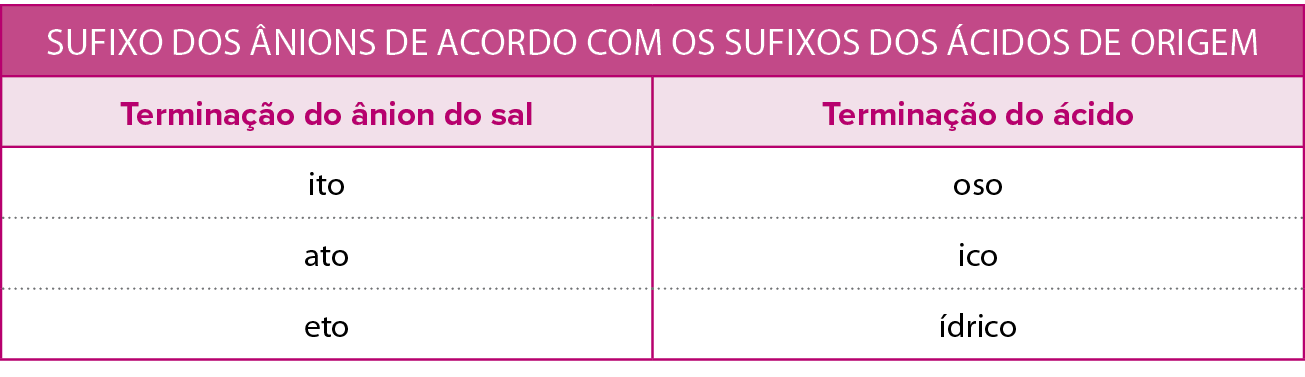 SUFIXO DOS ÂNIONS DE ACORDO COM OS SUFIXOS DOS ÁCIDOS DE ORIGEM
Terminação do ânion do sal Terminação do ácido
ito oso
ato ico
eto ídrico